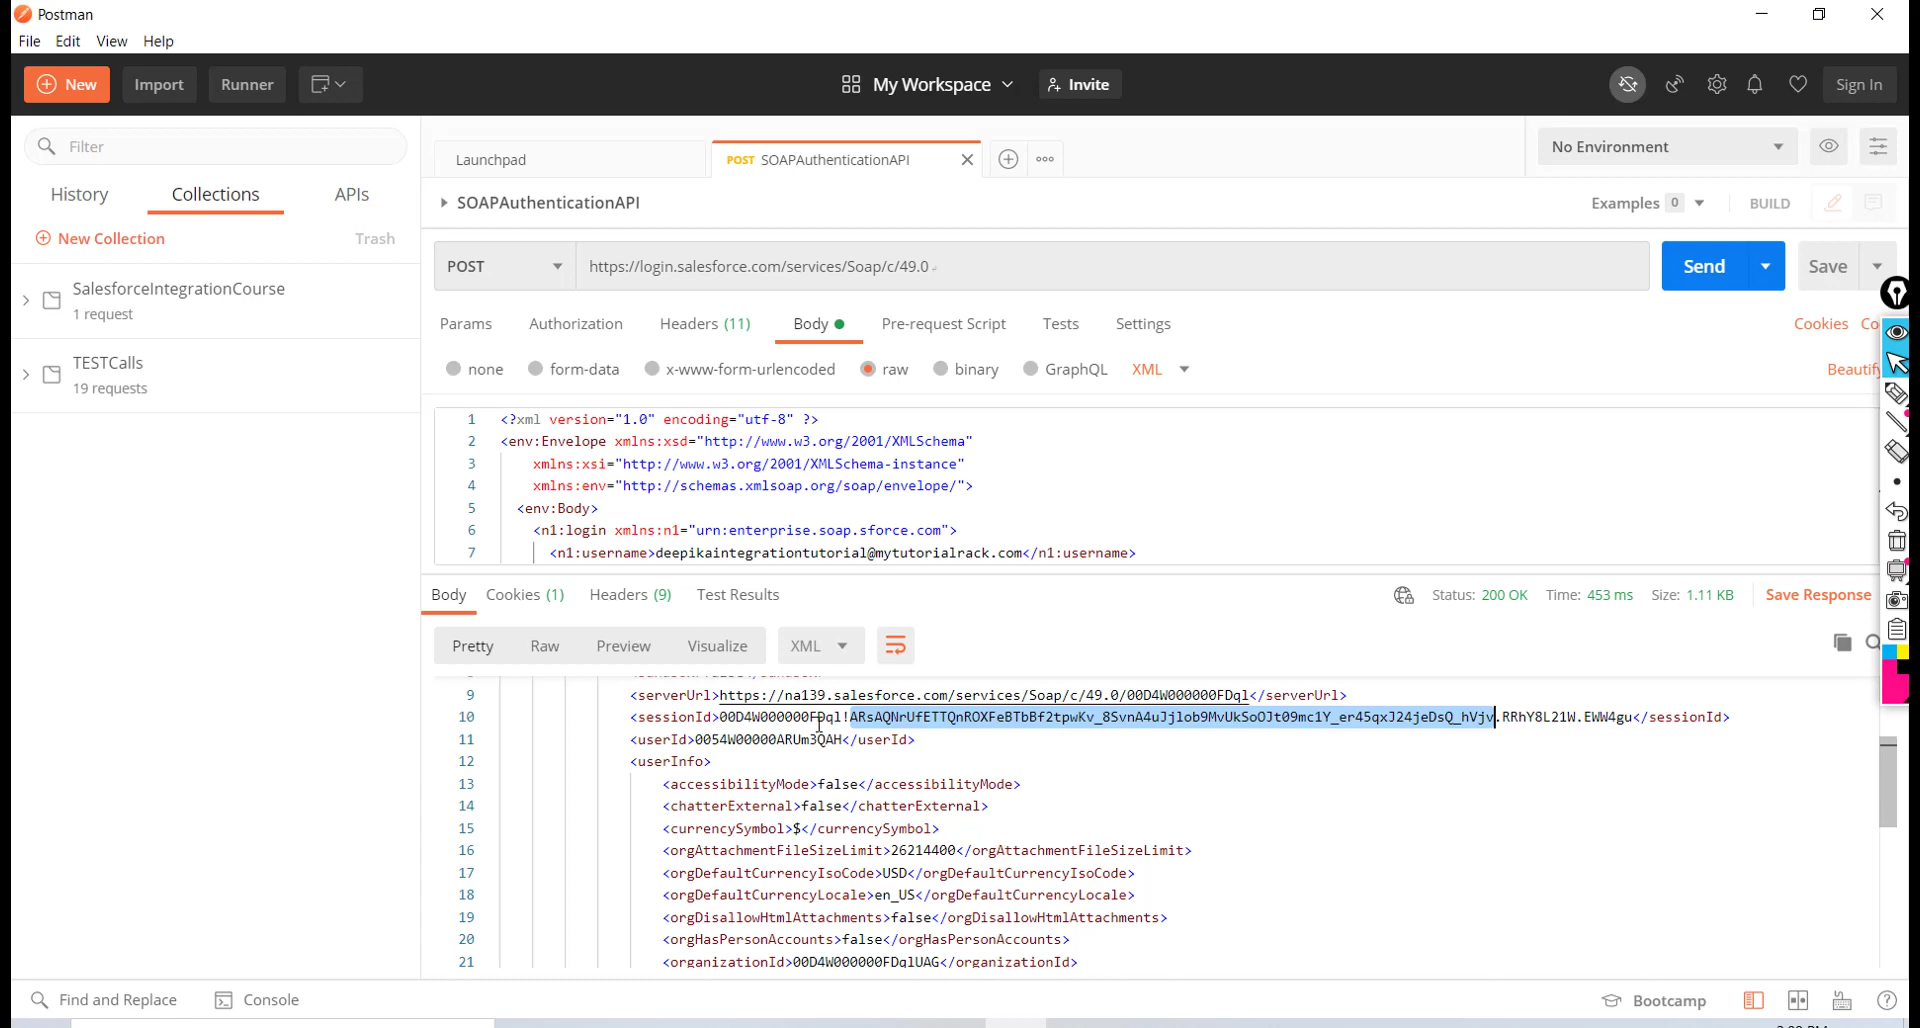 Postman
File Edit View Help
New Import Runner My Workspace Invite Sign In
Filter
History Collections APIs
New Collection Trash
SalesforceIntegrationCourse
1 request
TESTCalls
19 requests
Launchpad POST SOAPAuthenticationAPI No Environment
SOAPAuthenticationAPI Examples 0 BUILD
POST https://login.salesforce.com/services/Soap/c/49.0 Send Save
Params Authorization Headers (11) Body Pre-request Script Tests Settings Cookies Co
none form-data x-www-form-urlencoded raw binary GraphQL XML Beautify
1 <?xml version="1.0" encoding="utf-8" ?>
2 <env:Envelope xmlns:xsd="http://www.w3.org/2001/XMLSchema"
3 xmlns:xsi="http://www.w3.org/2001/XMLSchema-instance"
4 xmlns:env="http://schemas.xmlsoap.org/soap/envelope/">
5 <env:Body>
6 <n1:login xmlns:n1="urn:enterprise.soap.sforce.com">
7 <n1:username>deepikaintegrationtutorial@mytutorialrack.com</n1:username>
Body Cookies (1) Headers (9) Test Results Status: 200 OK Time: 453 ms Size: 1.11 KB Save Response
Pretty Raw Preview Visualize XML
9 <serverUrl>https://na139.salesforce.com/services/Soap/c/49.0/00D4W000000FDql</serverUrl>
10 <sessionId>00D4W000000FDql!ARsAQNrUfETTQnROXFeBTbBf2tpwKv_8SvnA4uJjlob9MvUkSoOJt09mc1Y_er45qxJ24jeDsQ_hVjv.RRhY8L21W.EWW4gu</sessionId>
11 <userId>0054W00000ARUm3QAH</userId>
12 <userInfo>
13 <accessibilityMode>false</accessibilityMode>
14 <chatterExternal>false</chatterExternal>
15 <currencySymbol>$</currencySymbol>
16 <orgAttachmentFileSizeLimit>26214400</orgAttachmentFileSizeLimit>
17 <orgDefaultCurrencyIsoCode>USD</orgDefaultCurrencyIsoCode>
18 <orgDefaultCurrencyLocale>en_US</orgDefaultCurrencyLocale>
19 <orgDisallowHtmlAttachments>false</orgDisallowHtmlAttachments>
20 <orgHasPersonAccounts>false</orgHasPersonAccounts>
21 <organizationId>00D4W000000FDqlUAG</organizationId>
Find and Replace Console Bootcamp